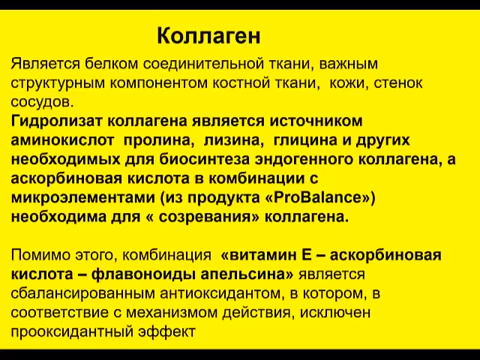 Коллаген
Является белком соединительной ткани, важным
структурным компонентом костной ткани, кожи, стенок
сосудов.
Гидролизат коллагена является источником
аминокислот пролина, лизина, глицина и других
необходимых для биосинтеза эндогенного коллагена, а
аскорбиновая кислота в комбинации с
микроэлементами (из продукта «ProBalance»)
необходима для « созревания» коллагена.
Помимо этого, комбинация «витамин Е – аскорбиновая
кислота – флавоноиды апельсина» является
сбалансированным антиоксидантом, в котором, в
соответствие с механизмом действия, исключен
прооксидантный эффект